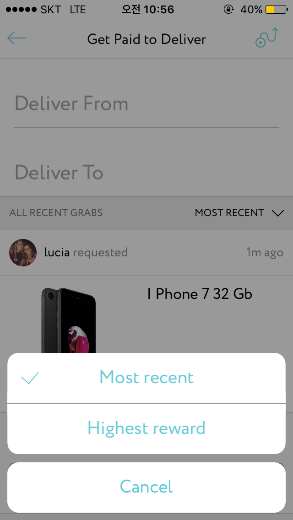 SKT LTE 오전 10:56 40%
Get Paid to Deliver
Deliver From
Deliver To
ALL RECENT GRABS MOST RECENT
lucia requested 1m ago
I Phone 7 32 Gb
Most recent
Highest reward
Cancel